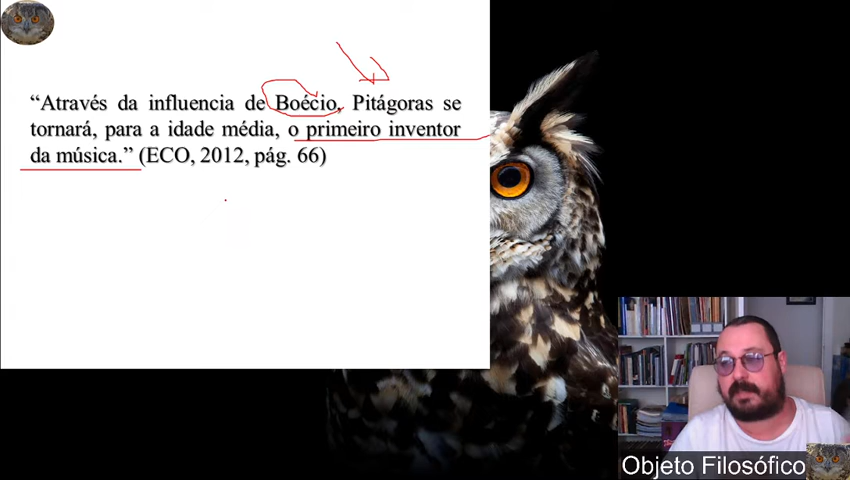 “Através da influencia de Boécio, Pitágoras se
tornará, para a idade média, o primeiro inventor
da música.” (ECO, 2012, pág. 66)
Objeto Filosófico